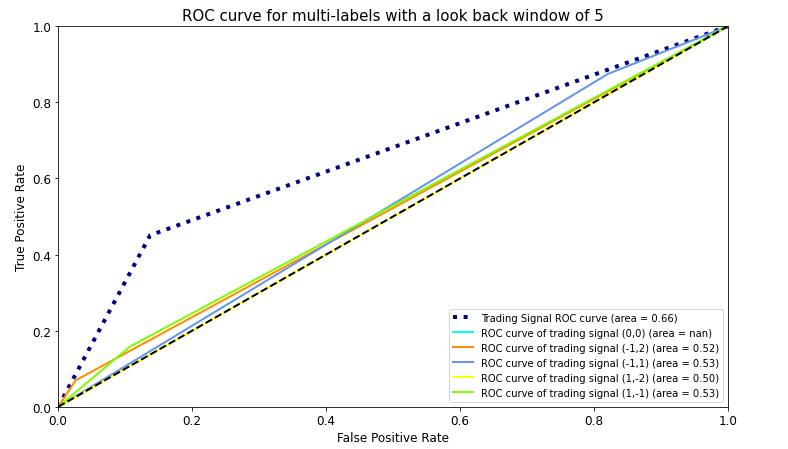 ROC curve for multi-labels with a look back window of 5
True Positive Rate
1.0
0.8
0.6
0.4
0.2
0.0
0.0 0.2 0.4 0.6 0.8 1.0
False Positive Rate
Trading Signal ROC curve (area = 0.66)
ROC curve of trading signal (0,0) (area = nan)
ROC curve of trading signal (-1,2) (area = 0.52)
ROC curve of trading signal (-1,1) (area = 0.53)
ROC curve of trading signal (1,-2) (area = 0.50)
ROC curve of trading signal (1,-1) (area = 0.53)